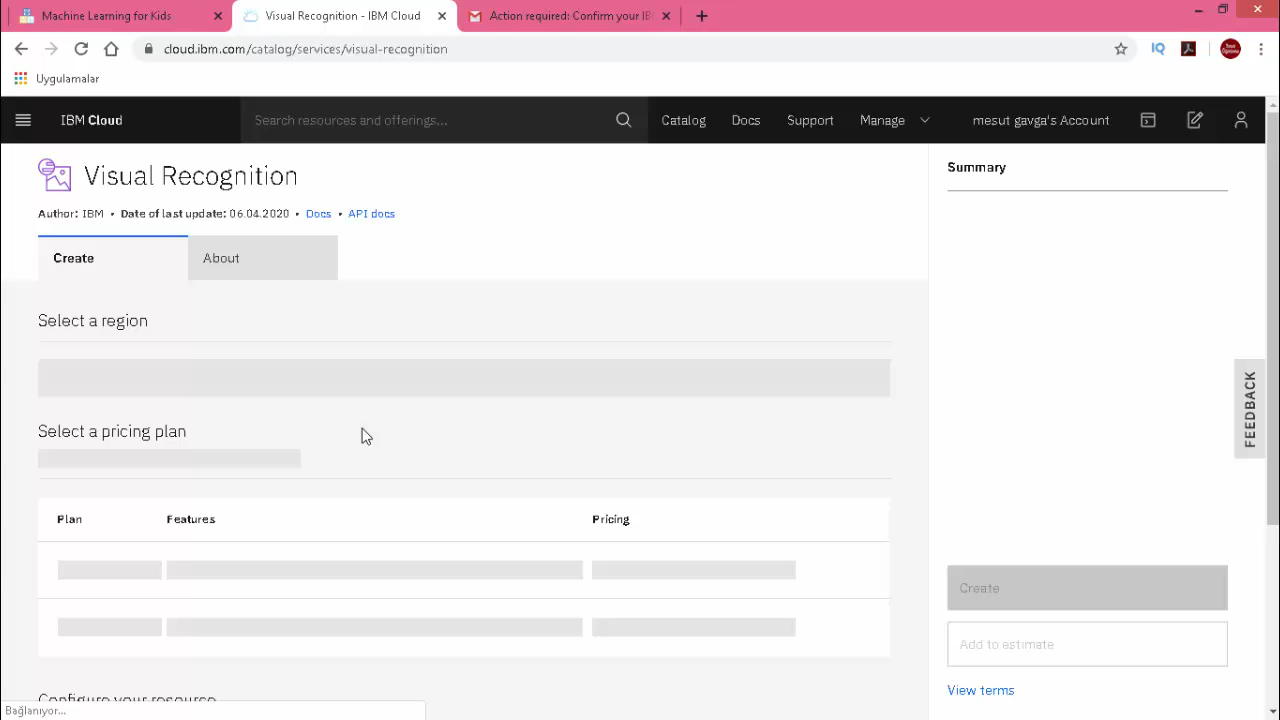 Machine Learning for Kids
Visual Recognition - IBM Cloud
Action required: Confirm your IB
cloud.ibm.com/catalog/services/visual-recognition
IQ
Uygulamalar
IBM Cloud
Search resources and offerings...
Catalog
Docs
Support
Manage
mesut gavga's Account
Visual Recognition
Author: IBM • Date of last update: 06.04.2020 • Docs • API docs
Create
About
Select a region
Select a pricing plan
Plan
Features
Pricing
Configure your resource
Summary
Create
Add to estimate
View terms
FEEDBACK
Bağlanıyor...